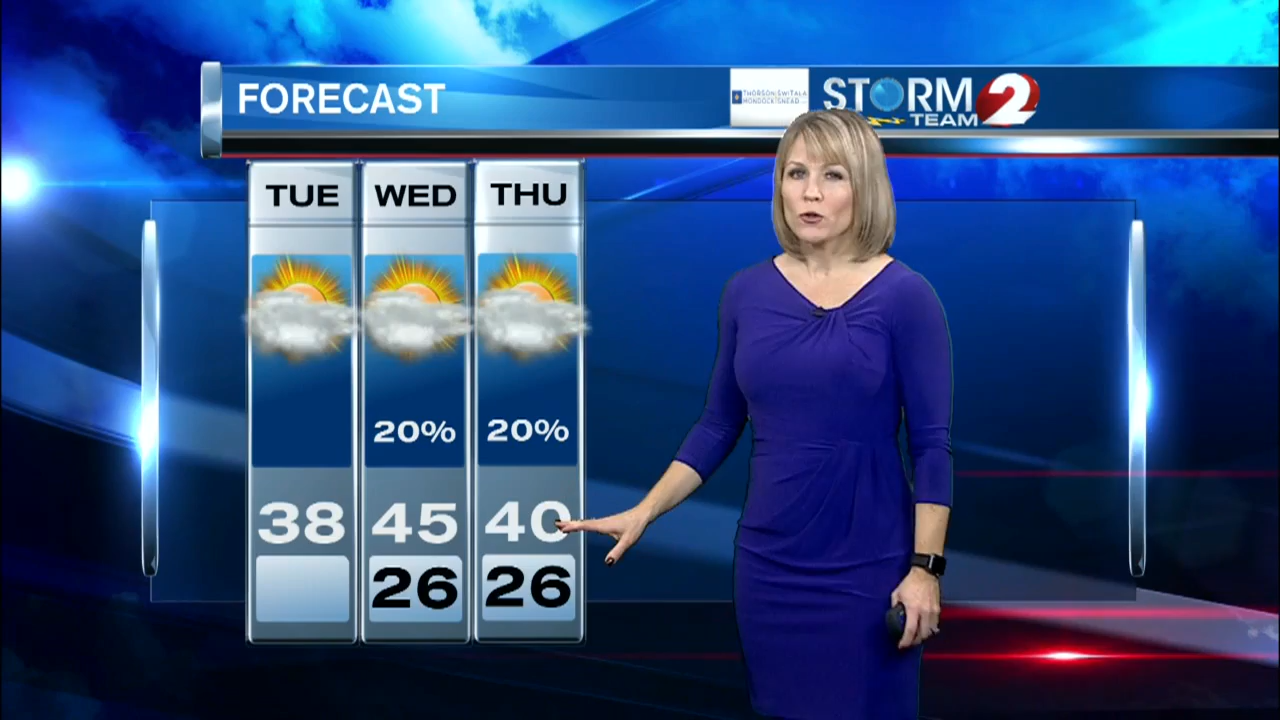 FORECAST
STORM
TEAM 2
TUE WED THU
20% 20%
38 45 40
26 26